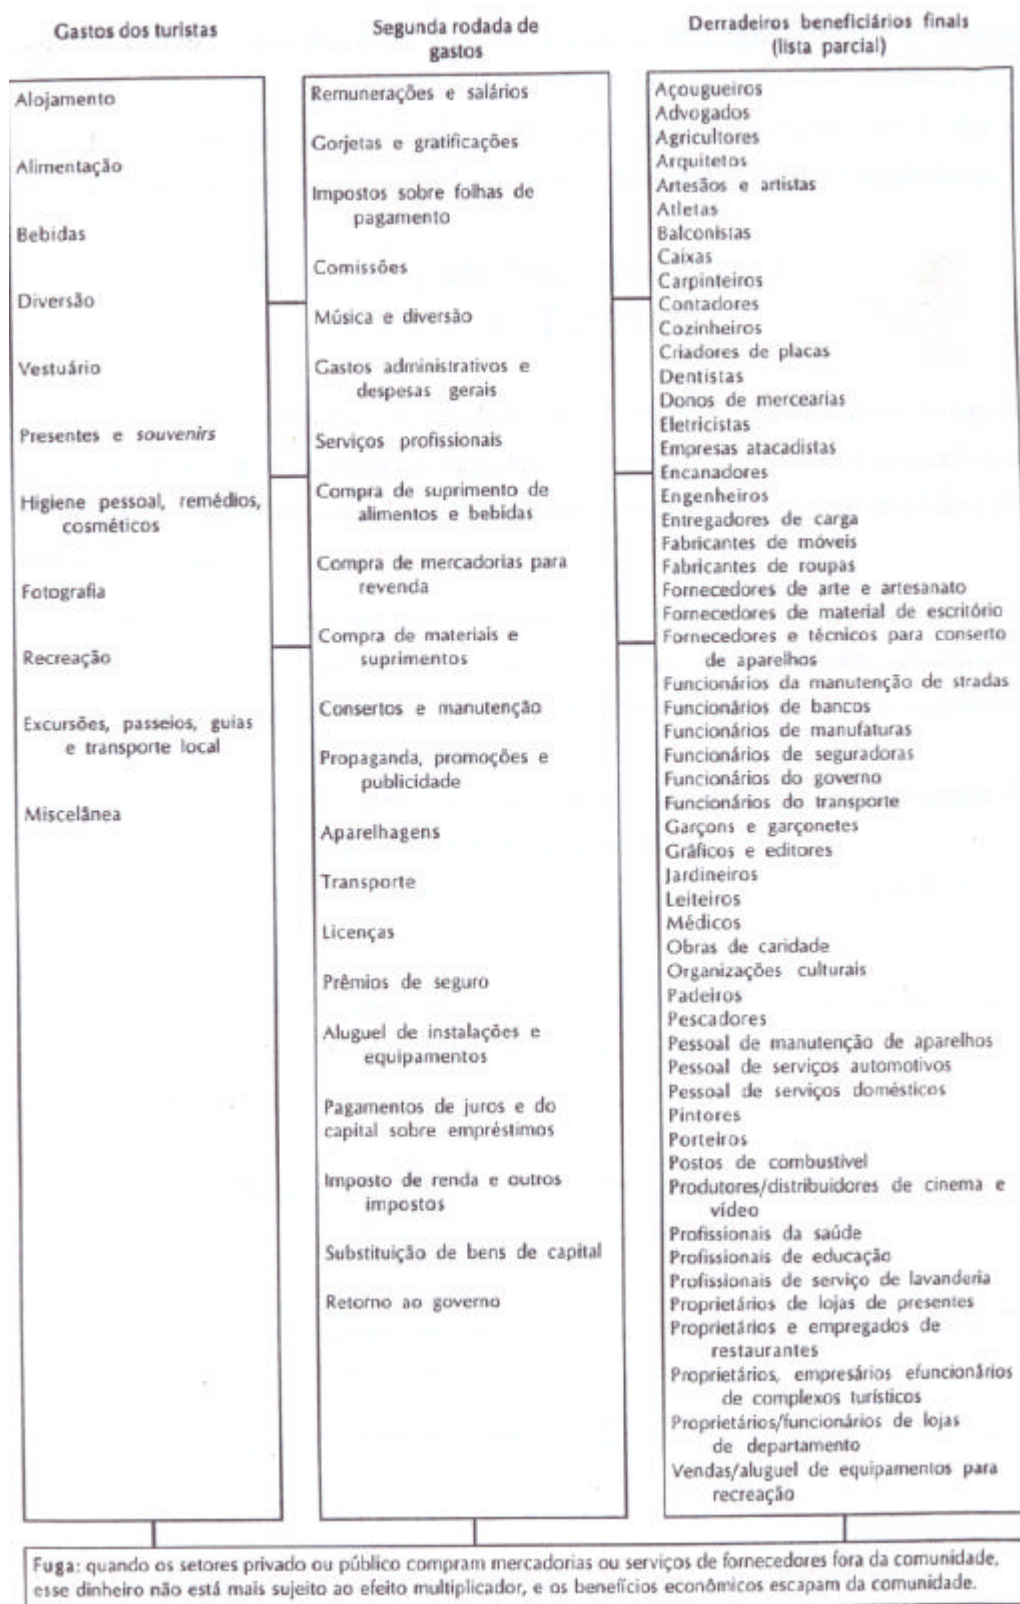 Gastos dos turistas
Alojamento
Alimentação
Bebidas
Diversão
Vestuário
Presentes e souvenirs
Higiene pessoal, remédios,
cosméticos
Fotografia
Recreação
Excursões, passeios, guias
e transporte local
Miscelânea
Segunda rodada de
gastos
Remunerações e salários
Gorjetas e gratificações
Impostos sobre folhas de
pagamento
Comissões
Música e diversão
Gastos administrativos e
despesas gerais
Serviços profissionais
Compra de suprimento de
alimentos e bebidas
Compra de mercadorias para
revenda
Compra de materiais e
suprimentos
Consertos e manutenção
Propaganda, promoções e
publicidade
Aparelhagens
Transporte
Licenças
Prêmios de seguro
Aluguel de instalações e
equipamentos
Pagamentos de juros e do
capital sobre empréstimos
Imposto de renda e outros
impostos
Substituição de bens de capital
Retorno ao governo
Derradeiros beneficiários finais
(lista parcial)
Açougueiros
Advogados
Agricultores
Arquitetos
Artesãos e artistas
Atletas
Balconistas
Caixas
Carpinteiros
Contadores
Cozinheiros
Criadores de placas
Dentistas
Donos de mercearias
Eletricistas
Empresas atacadistas
Encanadores
Engenheiros
Entregadores de carga
Fabricantes de móveis
Fabricantes de roupas
Fornecedores de arte e artesanato
Fornecedores de material de escritório
Fornecedores e técnicos para conserto
de aparelhos
Funcionários da manutenção de stradas
Funcionários de bancos
Funcionários de manufaturas
Funcionários de seguradoras
Funcionários do governo
Funcionários do transporte
Garçons e garçonetes
Gráficos e editores
Jardineiros
Leiteiros
Médicos
Obras de caridade
Organizações culturais
Padeiros
Pescadores
Pessoal de manutenção de aparelhos
Pessoal de serviços automotivos
Pessoal de serviços domésticos
Pintores
Porteiros
Postos de combustível
Produtores/distribuidores de cinema e
vídeo
Profissionais da saúde
Profissionais de educação
Profissionais de serviço de lavanderia
Proprietários de lojas de presentes
Proprietários e empregados de
restaurantes
Proprietários, empresários efuncionários
de complexos turísticos
Proprietários/funcionários de lojas
de departamento
Vendas/aluguel de equipamentos para
recreação
Fuga: quando os setores privado ou público compram mercadorias ou serviços de fornecedores fora da comunidade,
esse dinheiro não está mais sujeito ao efeito multiplicador, e os benefícios econômicos escapam da comunidade.